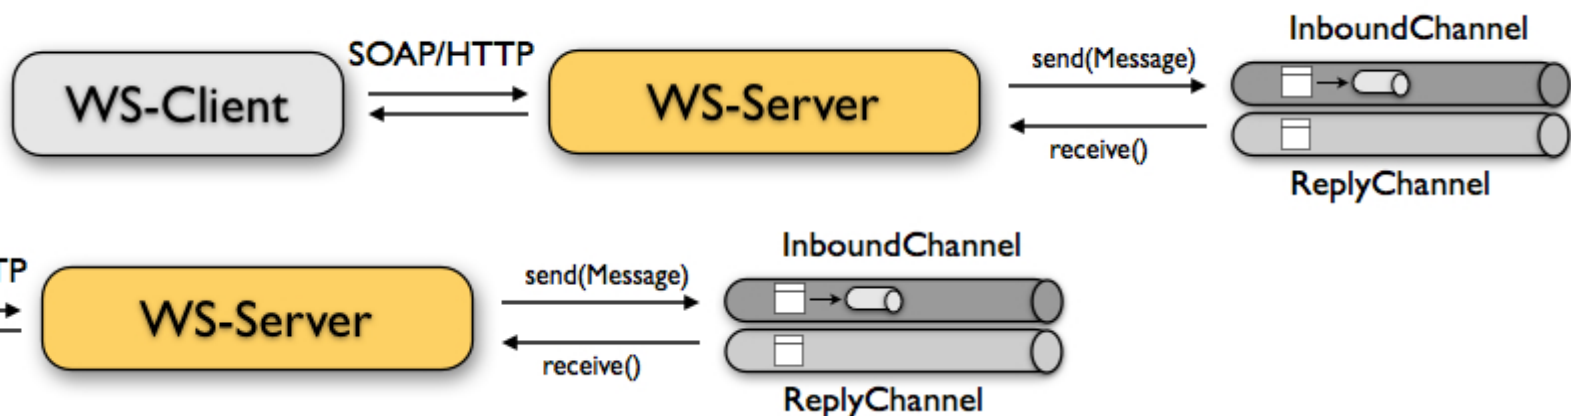 InboundChannel
SOAP/HTTP
send(Message)
WS-Client
WS-Server
receive()
ReplyChannel
InboundChannel
TP
send(Message)
WS-Server
receive()
ReplyChannel